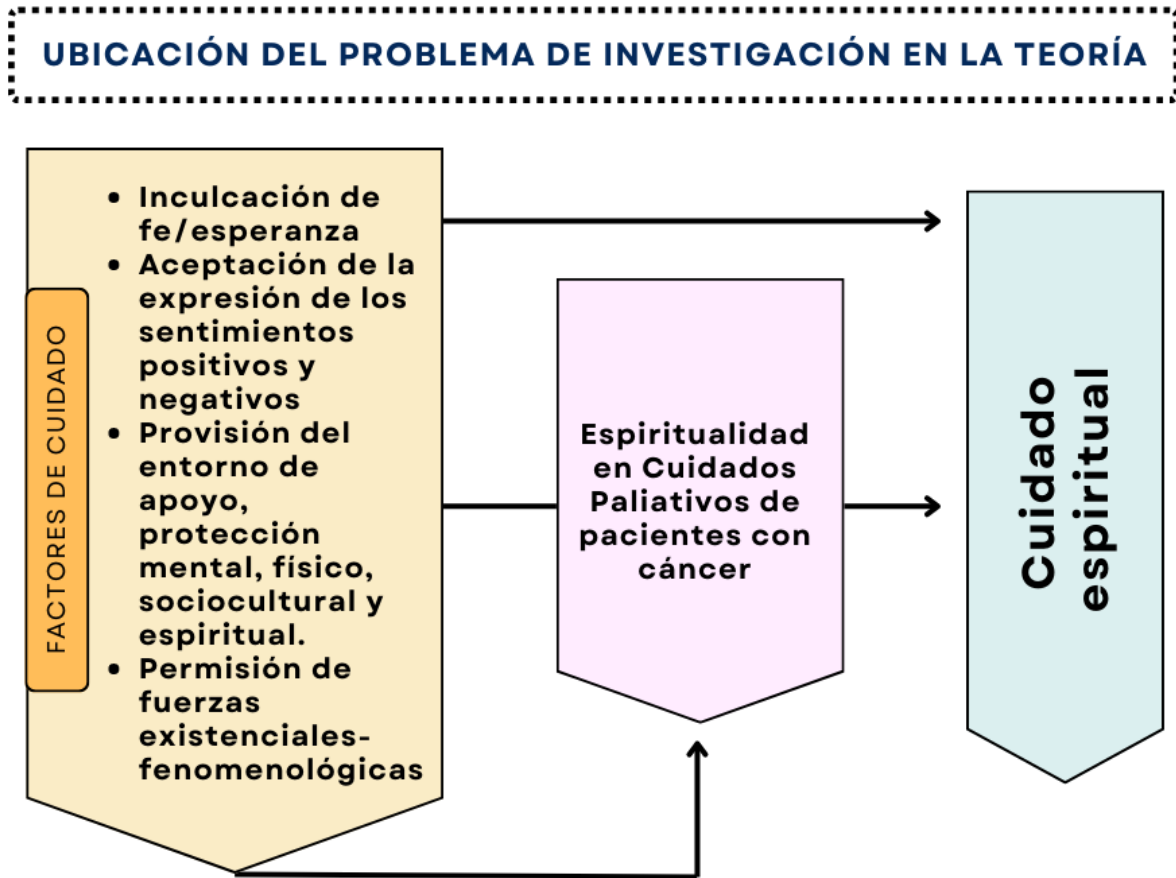 UBICACIÓN DEL PROBLEMA DE INVESTIGACIÓN EN LA TEORÍA
FACTORES DE CUIDADO
• Inculcación de
fe/esperanza
• Aceptación de la
expresión de los
sentimientos
positivos y
negativos
• Provisión del
entorno de
apoyo,
protección
mental, físico,
sociocultural y
espiritual.
• Permisión de
fuerzas
existenciales-
fenomenológicas
Espiritualidad
en Cuidados
Paliativos de
pacientes con
cáncer
Cuidado
espiritual